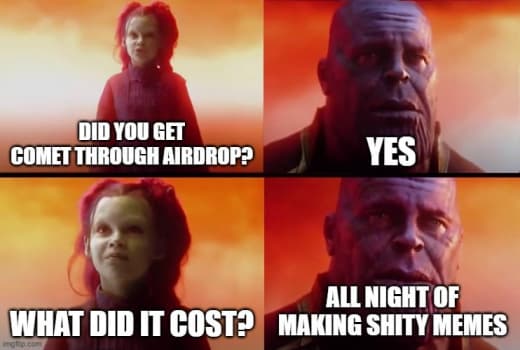 DID YOU GET
COMET THROUGH AIRDROP?
YES
WHAT DID IT COST?
ALL NIGHT OF
MAKING SHITY MEMES
imgflip.com